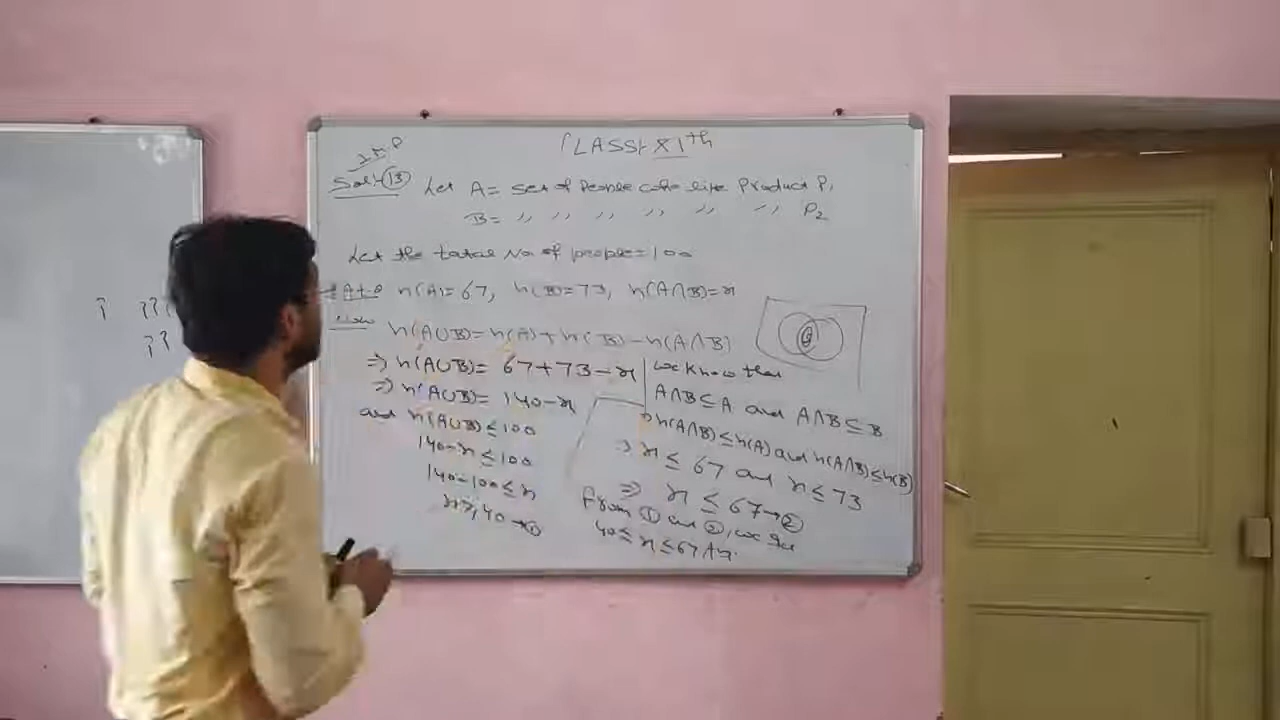 CLASS XIth
I.F.P
Sol-(13) Let A = set of People who like Product P1
B = ,, ,, ,, ,, ,, ,, P2
Let the total No of people = 100
A.T.Q n(A)=67, n(B)=73, n(A∩B)=x
Now n(A∪B)=n(A)+n(B)-n(A∩B)
=> n(A∪B)= 67+73-x
=> n(A∪B)= 140-x
and n(A∪B) ≤ 100
140-x ≤ 100
140-100 ≤ x
x ≥ 40 → ①
we know that
A∩B ⊆ A and A∩B ⊆ B
n(A∩B) ≤ n(A) and n(A∩B) ≤ n(B)
=> x ≤ 67 and x ≤ 73
=> x ≤ 67 → ②
From ① and ②, we get
40 ≤ x ≤ 67 Ans.
? ??
??